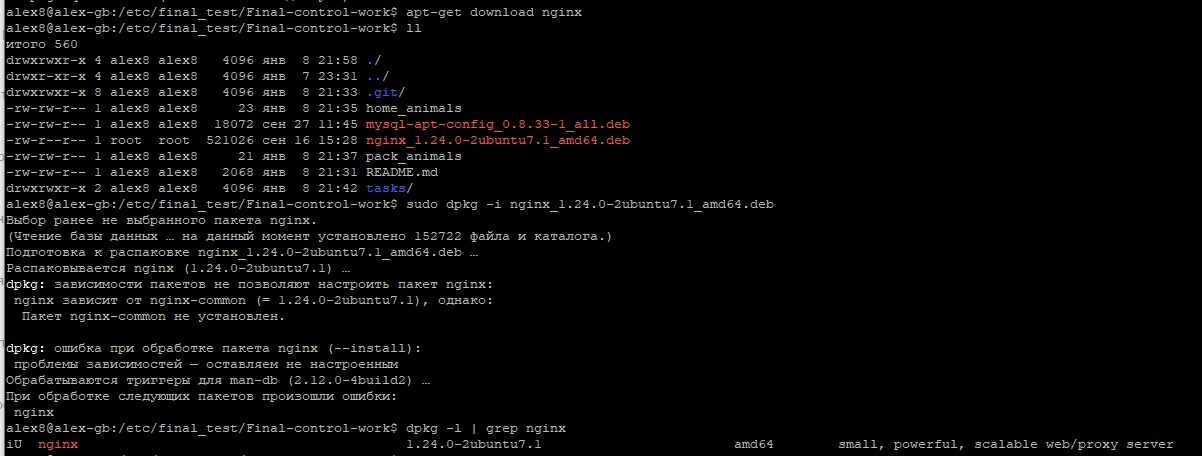 alex8@alex-gb:/etc/final_test/Final-control-work$ apt-get download nginx
alex8@alex-gb:/etc/final_test/Final-control-work$ ll
итого 560
drwxrwxr-x 4 alex8 alex8   4096 янв  8 21:58 ./
drwxr-xr-x 4 alex8 alex8   4096 янв  7 23:31 ../
drwxrwxr-x 8 alex8 alex8   4096 янв  8 21:33 .git/
-rw-rw-r-- 1 alex8 alex8     23 янв  8 21:35 home_animals
-rw-rw-r-- 1 alex8 alex8  18072 сен 27 11:45 mysql-apt-config_0.8.33-1_all.deb
-rw-r--r-- 1 root  root  521026 сен 16 15:28 nginx_1.24.0-2ubuntu7.1_amd64.deb
-rw-rw-r-- 1 alex8 alex8     21 янв  8 21:37 pack_animals
-rw-rw-r-- 1 alex8 alex8   2068 янв  8 21:31 README.md
drwxrwxr-x 2 alex8 alex8   4096 янв  8 21:42 tasks/
alex8@alex-gb:/etc/final_test/Final-control-work$ sudo dpkg -i nginx_1.24.0-2ubuntu7.1_amd64.deb
Выбор ранее не выбранного пакета nginx.
(Чтение базы данных … на данный момент установлено 152722 файла и каталога.)
Подготовка к распаковке nginx_1.24.0-2ubuntu7.1_amd64.deb …
Распаковывается nginx (1.24.0-2ubuntu7.1) …
dpkg: зависимости пакетов не позволяют настроить пакет nginx:
 nginx зависит от nginx-common (= 1.24.0-2ubuntu7.1), однако:
  Пакет nginx-common не установлен.
dpkg: ошибка при обработке пакета nginx (--install):
 проблемы зависимостей — оставляем не настроенным
Обрабатываются триггеры для man-db (2.12.0-4build2) …
При обработке следующих пакетов произошли ошибки:
 nginx
alex8@alex-gb:/etc/final_test/Final-control-work$ dpkg -l | grep nginx
iU  nginx                                         1.24.0-2ubuntu7.1                        amd64        small, powerful, scalable web/proxy server